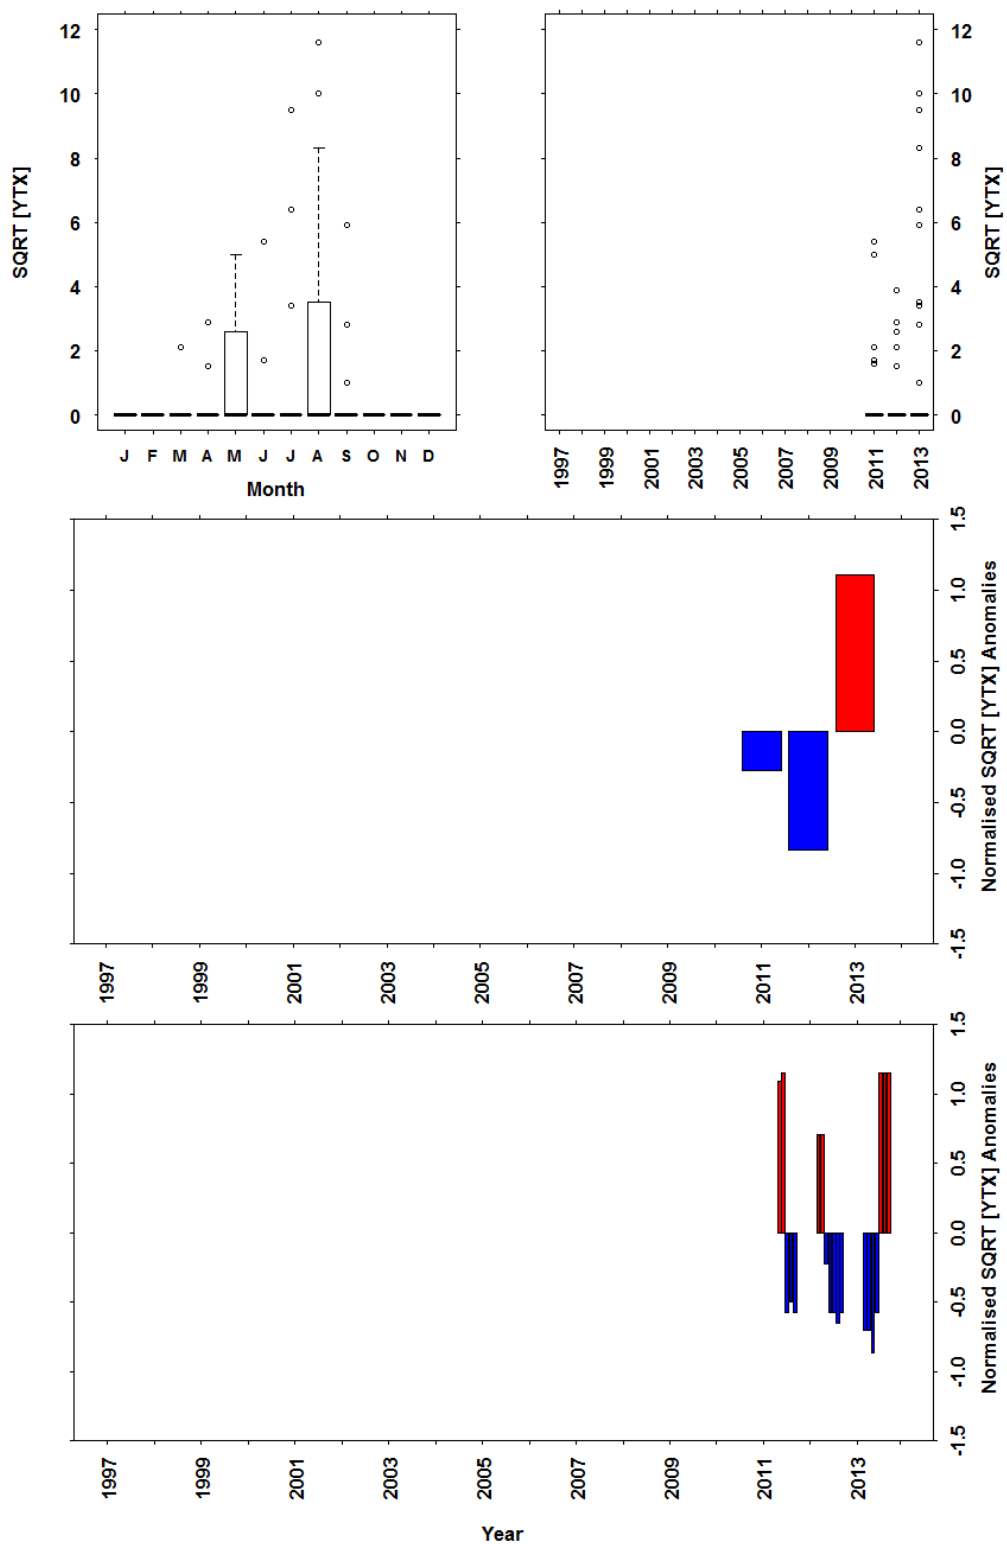 12
10
8
6
4
2
0
SQRT [YTX]
J F M A M J J A S O N D
Month
12
10
8
6
4
2
0
SQRT [YTX]
1997 1999 2001 2003 2005 2007 2009 2011 2013
1.5
1.0
0.5
0.0
-0.5
-1.0
-1.5
Normalised SQRT [YTX] Anomalies
1997 1999 2001 2003 2005 2007 2009 2011 2013
1.5
1.0
0.5
0.0
-0.5
-1.0
-1.5
Normalised SQRT [YTX] Anomalies
1997 1999 2001 2003 2005 2007 2009 2011 2013
Year